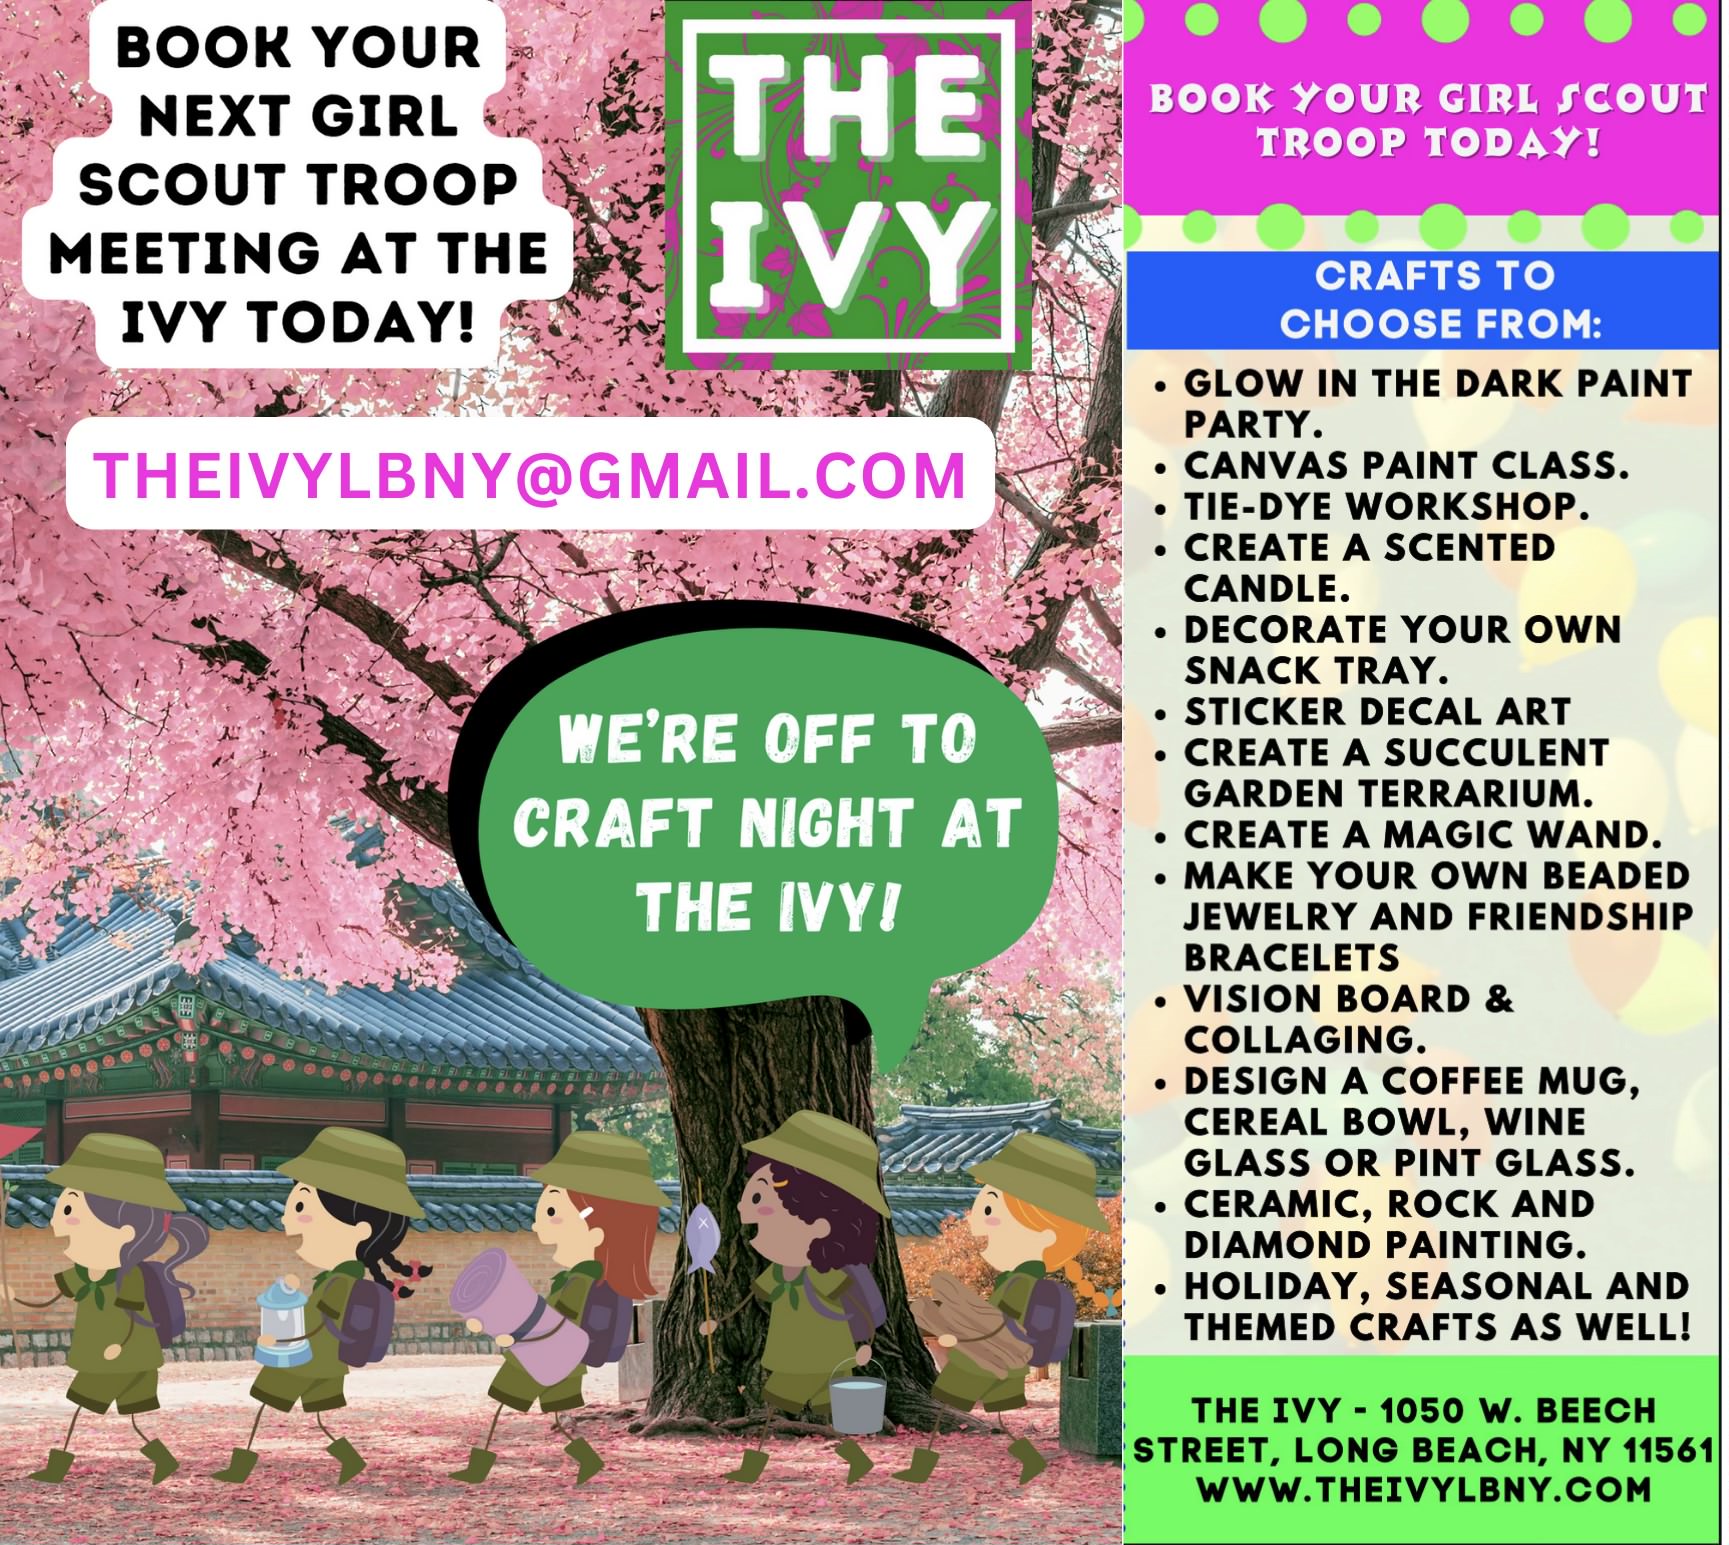 BOOK YOUR
NEXT GIRL
SCOUT TROOP
MEETING AT THE
IVY TODAY!
THE
IVY
THEIVYLBNY@GMAIL.COM
WE'RE OFF TO
CRAFT NIGHT AT
THE IVY!
BOOK YOUR GIRL SCOUT
TROOP TODAY!
CRAFTS TO
CHOOSE FROM:
• GLOW IN THE DARK PAINT
PARTY.
• CANVAS PAINT CLASS.
• TIE-DYE WORKSHOP.
• CREATE A SCENTED
CANDLE.
• DECORATE YOUR OWN
SNACK TRAY.
• STICKER DECAL ART
• CREATE A SUCCULENT
GARDEN TERRARIUM.
• CREATE A MAGIC WAND.
• MAKE YOUR OWN BEADED
JEWELRY AND FRIENDSHIP
BRACELETS
• VISION BOARD &
COLLAGING.
• DESIGN A COFFEE MUG,
CEREAL BOWL, WINE
GLASS OR PINT GLASS.
• CERAMIC, ROCK AND
DIAMOND PAINTING.
• HOLIDAY, SEASONAL AND
THEMED CRAFTS AS WELL!
THE IVY - 1050 W. BEECH
STREET, LONG BEACH, NY 11561
WWW.THEIVYLBNY.COM